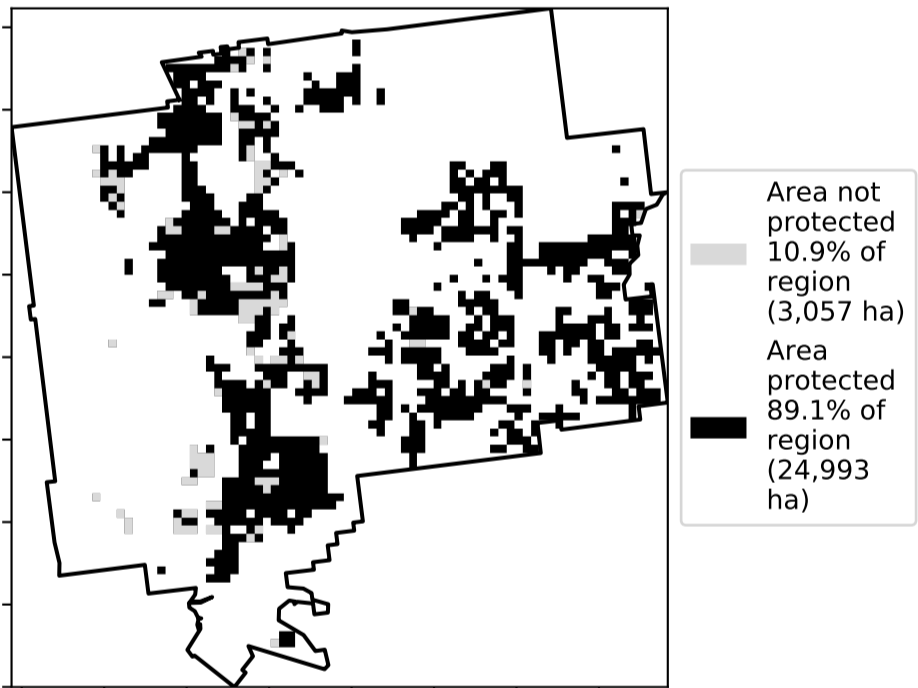 Area not
protected
10.9% of
region
(3,057 ha)
Area
protected
89.1% of
region
(24,993
ha)